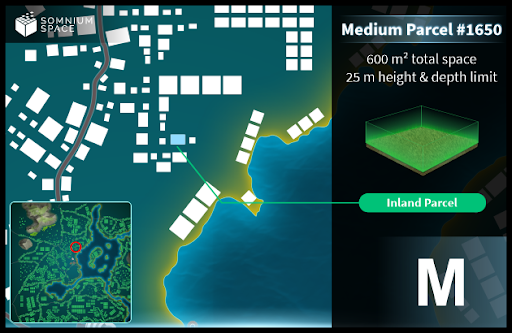 SOMNIUM
SPACE
Medium Parcel #1650
600 m² total space
25 m height & depth limit
Inland Parcel
M